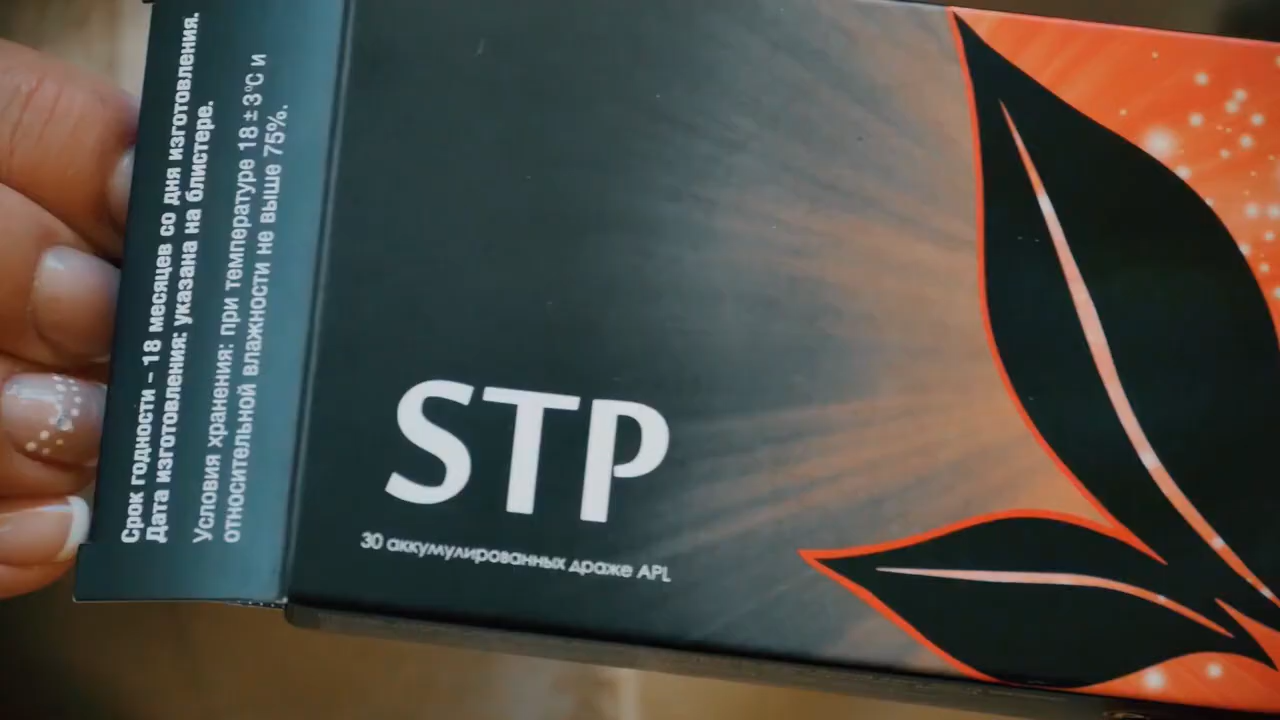 Срок годности – 18 месяцев со дня изготовления.
Дата изготовления: указана на блистере.
Условия хранения: при температуре 18±3°С и
относительной влажности не выше 75%.
STP
30 аккумулированных драже APL